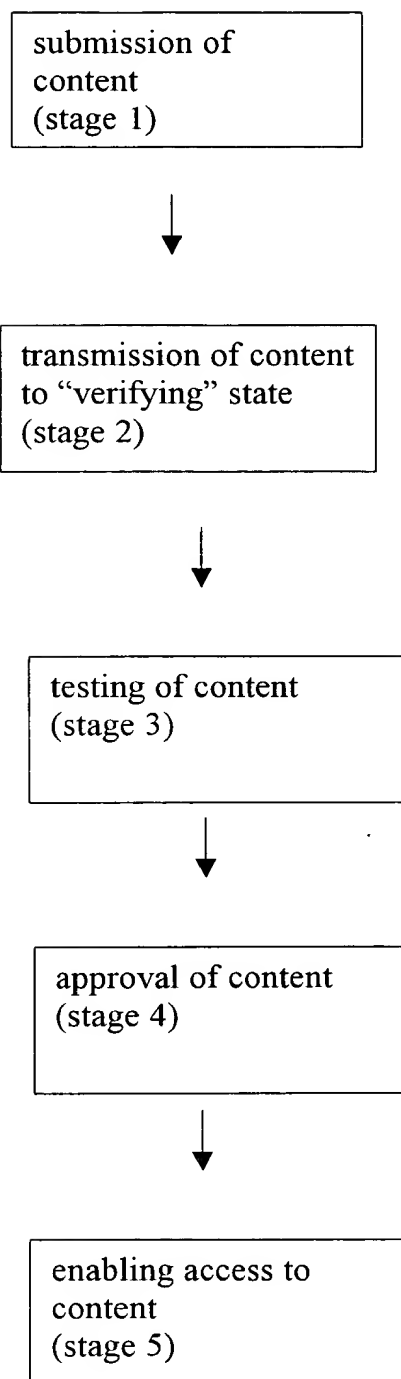 submission of
content
(stage 1)
transmission of content
to “verifying” state
(stage 2)
testing of content
(stage 3)
approval of content
(stage 4)
enabling access to
content
(stage 5)